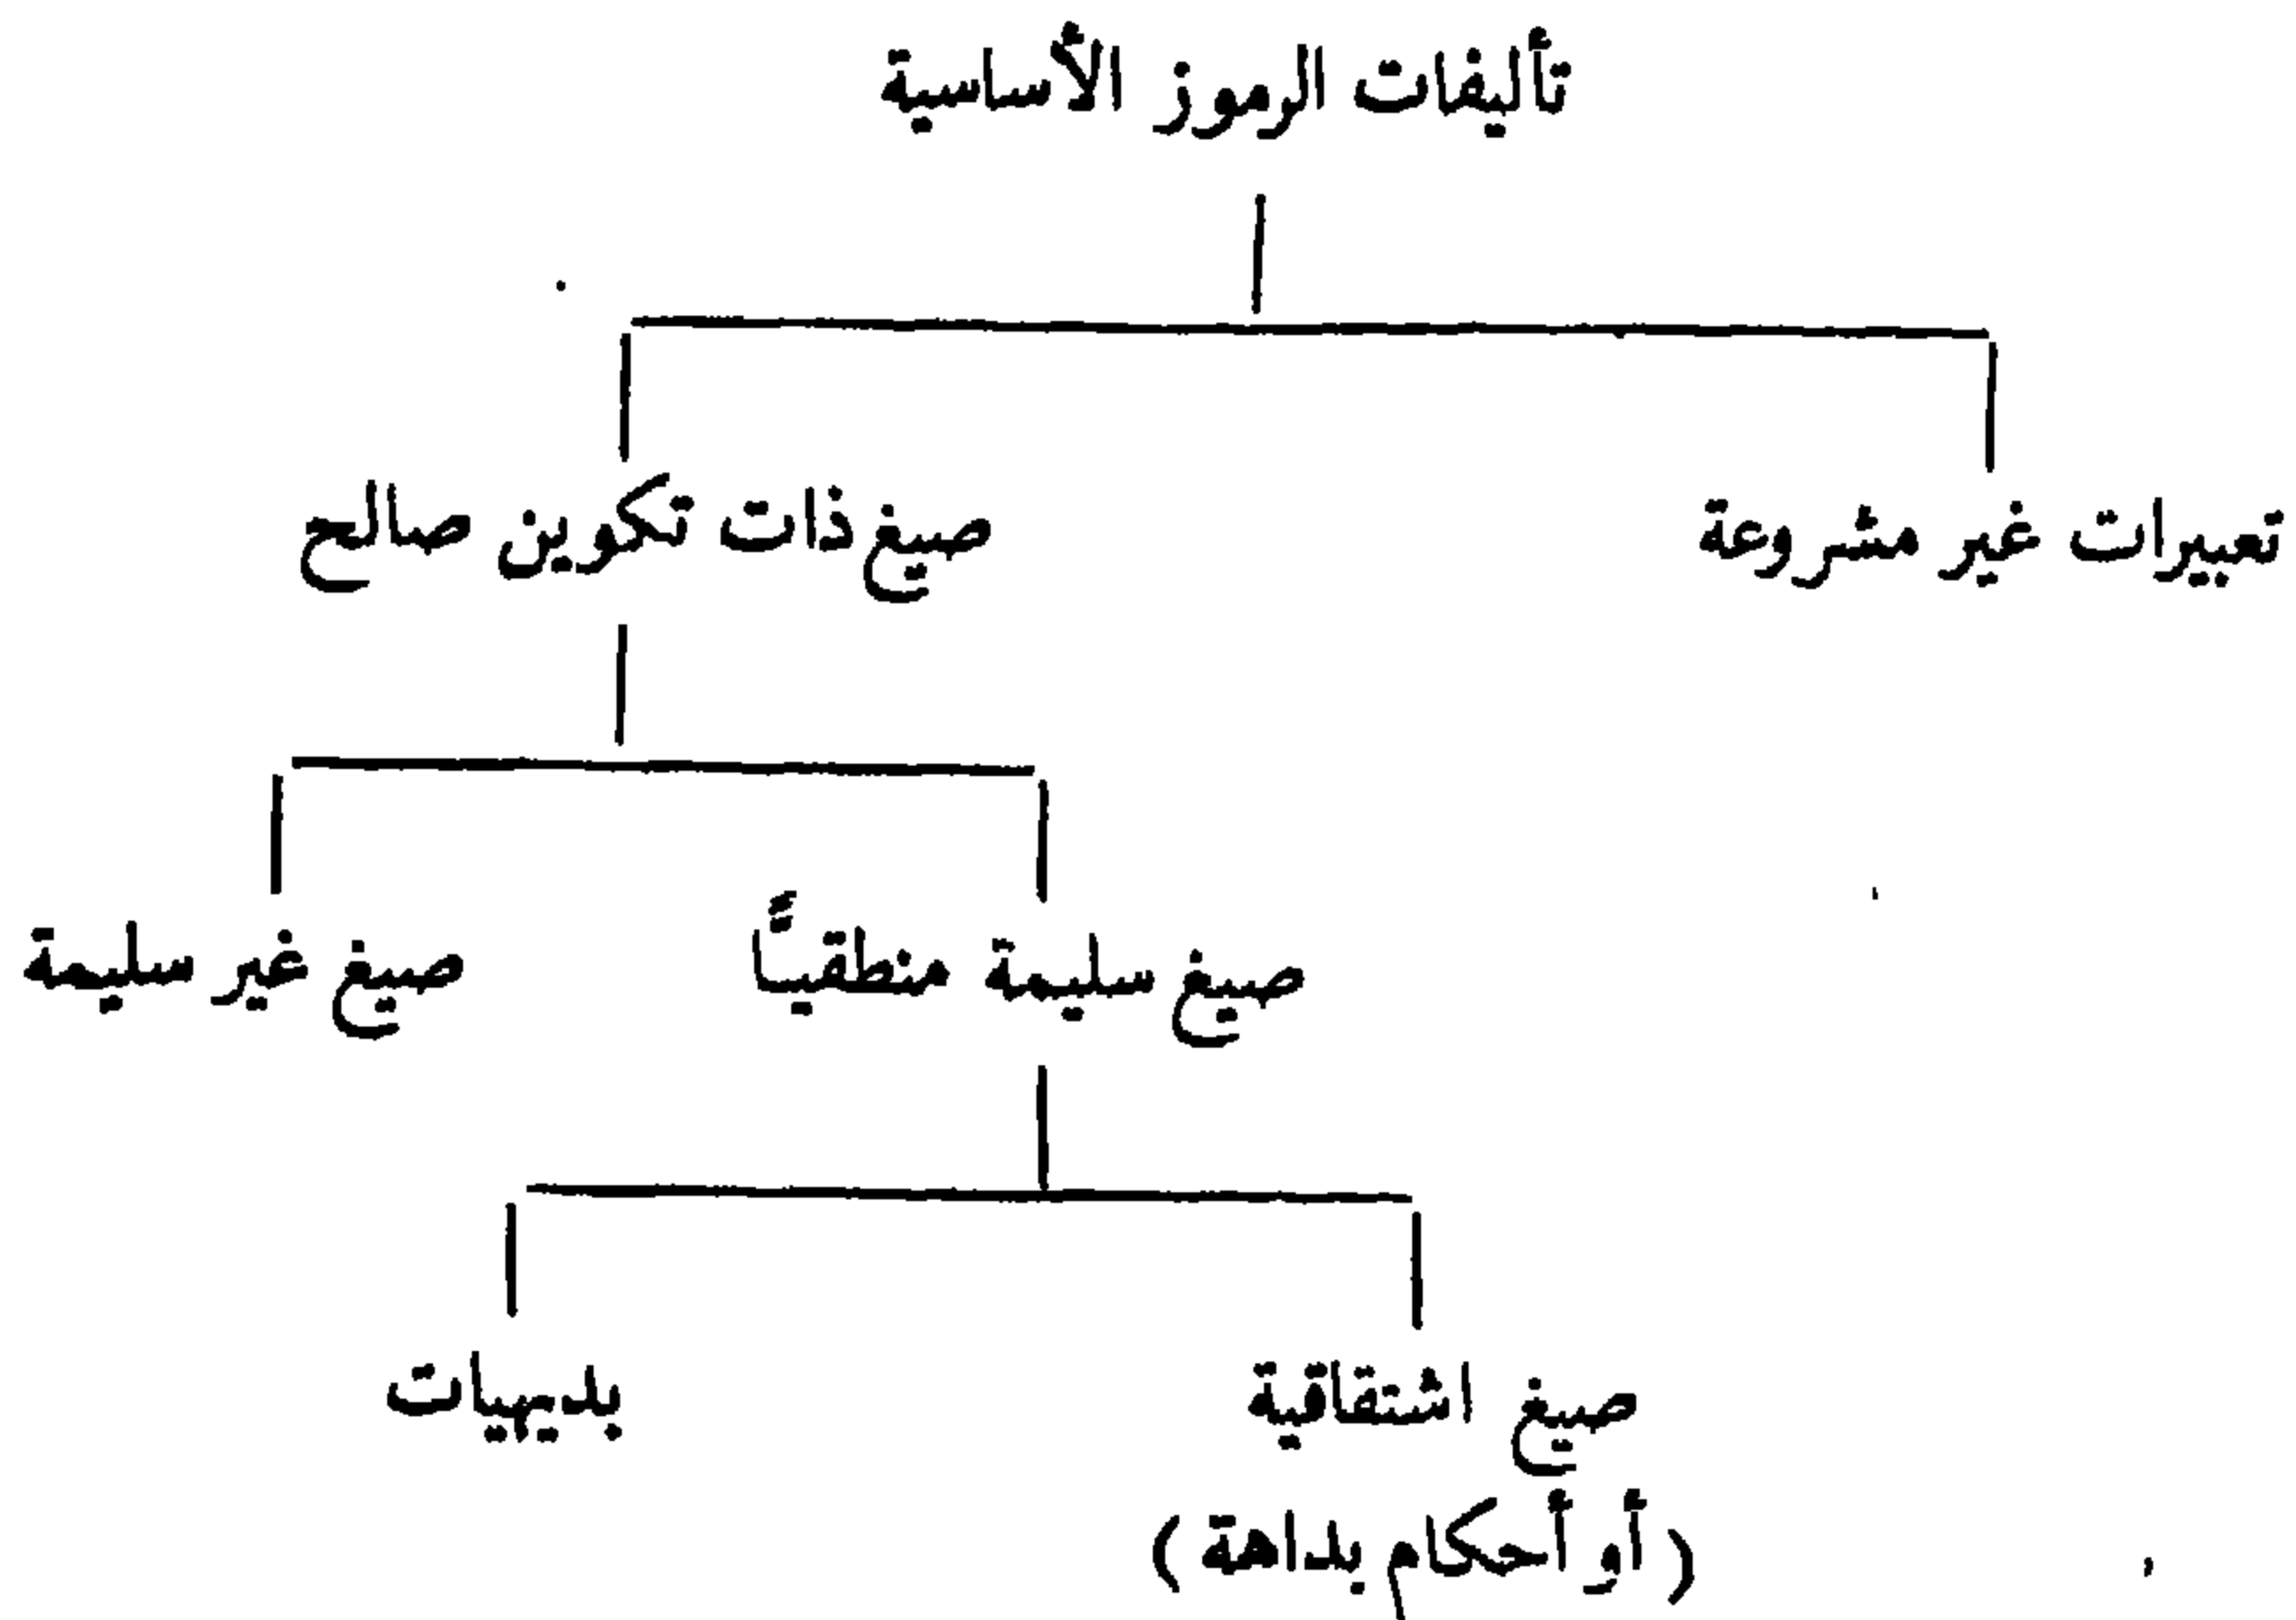 تأليفات الرموز الأساسية
تعبيرات غير مشروعة
صيغ ذات تكوين صالح
صيغ سليمة منطقيًّا
صيغ غير سليمة
صيغ اشتقاقية
(أو أحكام بداهة)
بديهيات